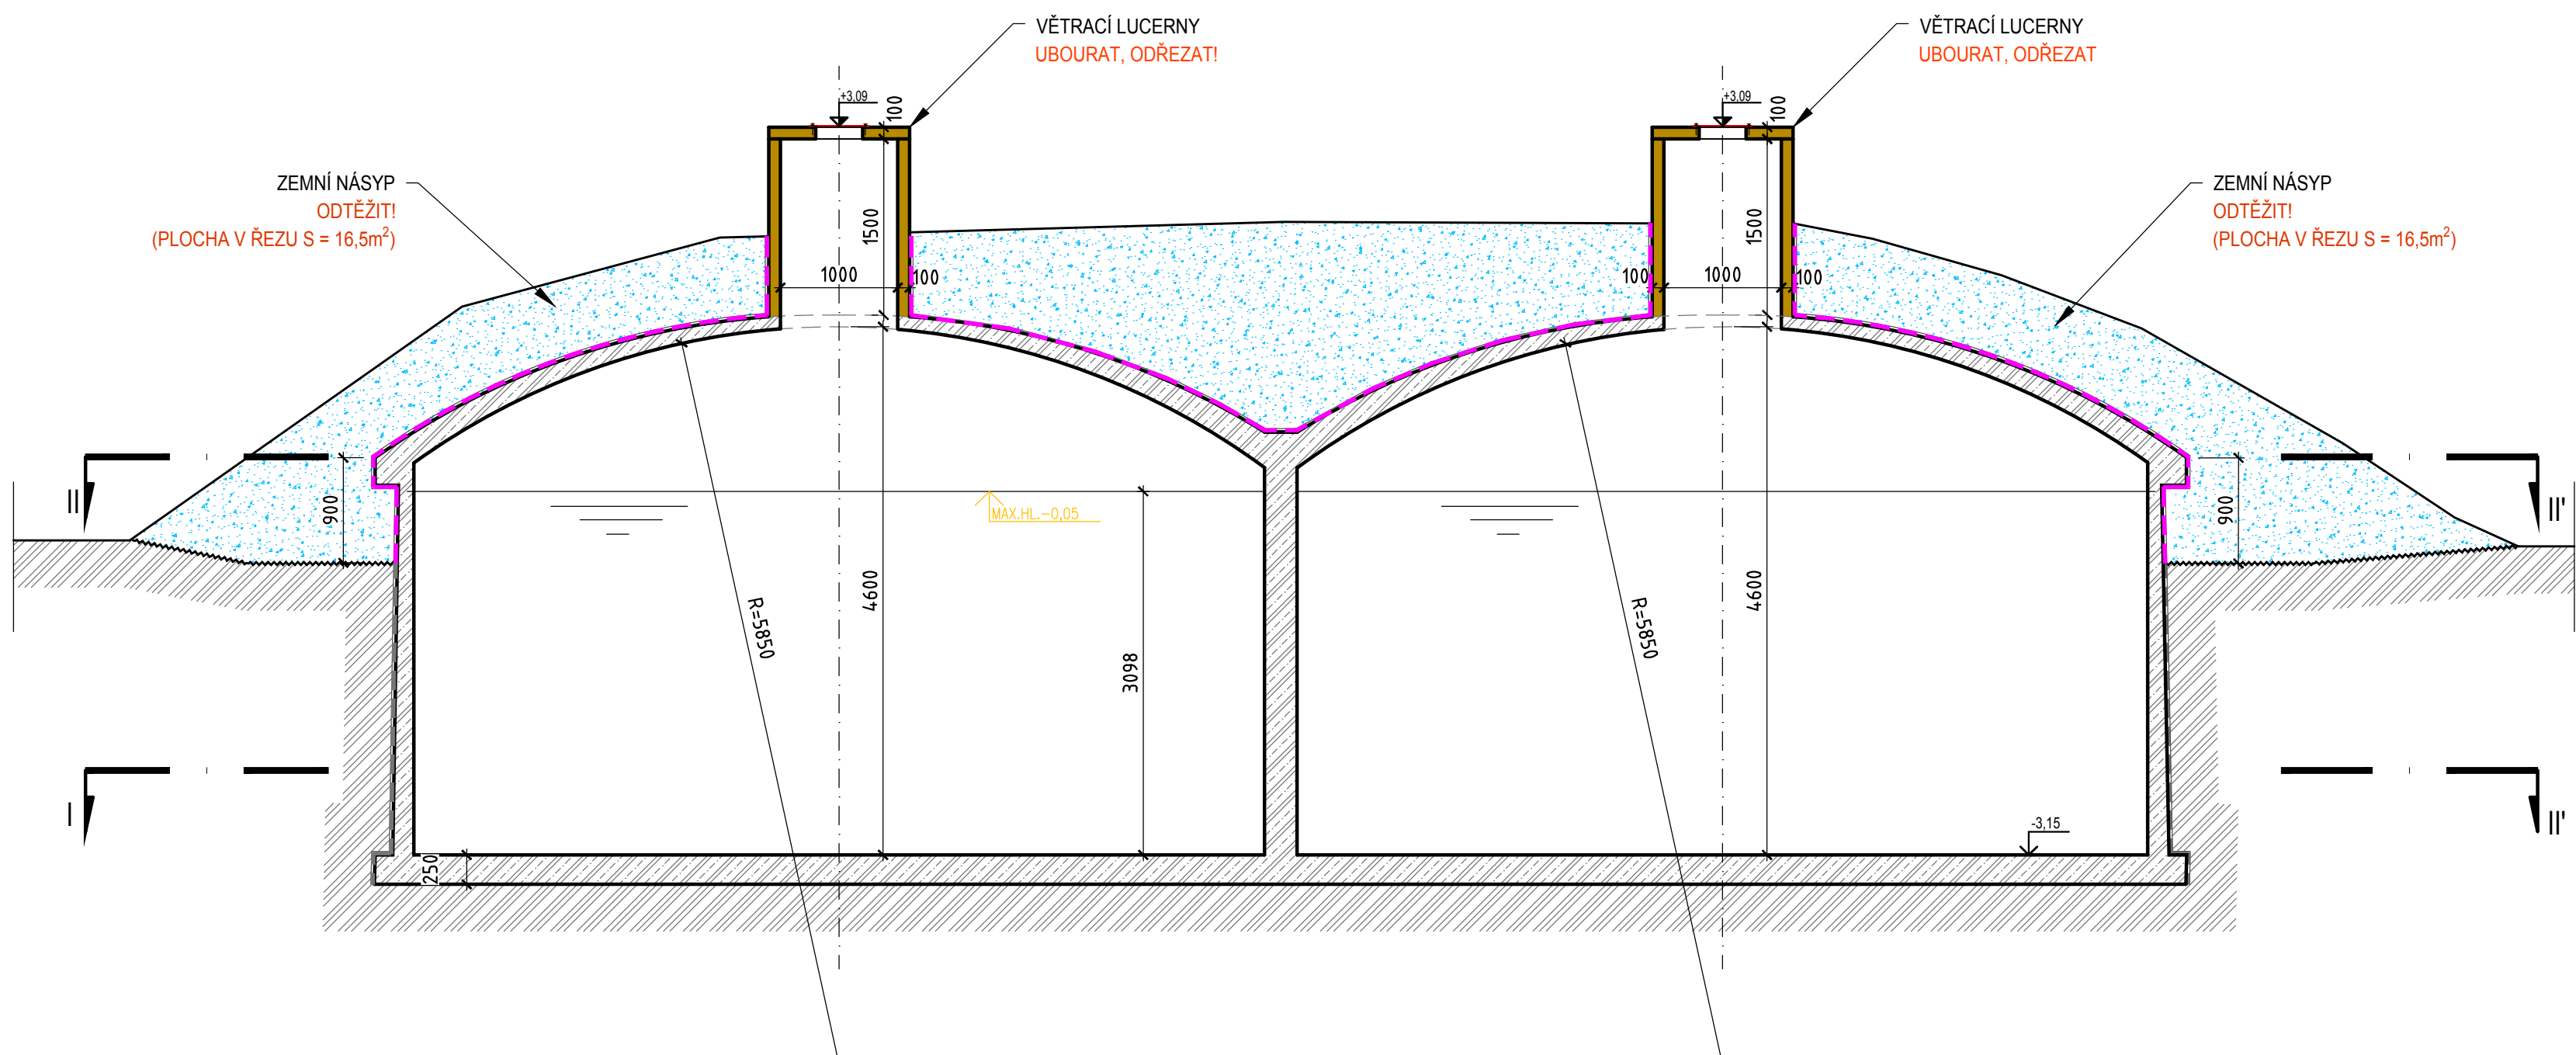 VĚTRACÍ LUCERNY
UBOURAT, ODŘEZAT!
VĚTRACÍ LUCERNY
UBOURAT, ODŘEZAT
+3,09
100
+3,09
100
ZEMNÍ NÁSYP
ODTĚŽIT!
(PLOCHA V ŘEZU S = 16,5m²)
ZEMNÍ NÁSYP
ODTĚŽIT!
(PLOCHA V ŘEZU S = 16,5m²)
1500
1500
1000
100
100
1000
100
II
900
MAX.HL.-0,05
900
II'
R=5850
4600
R=5850
4600
3098
I
-3,15
II'
250